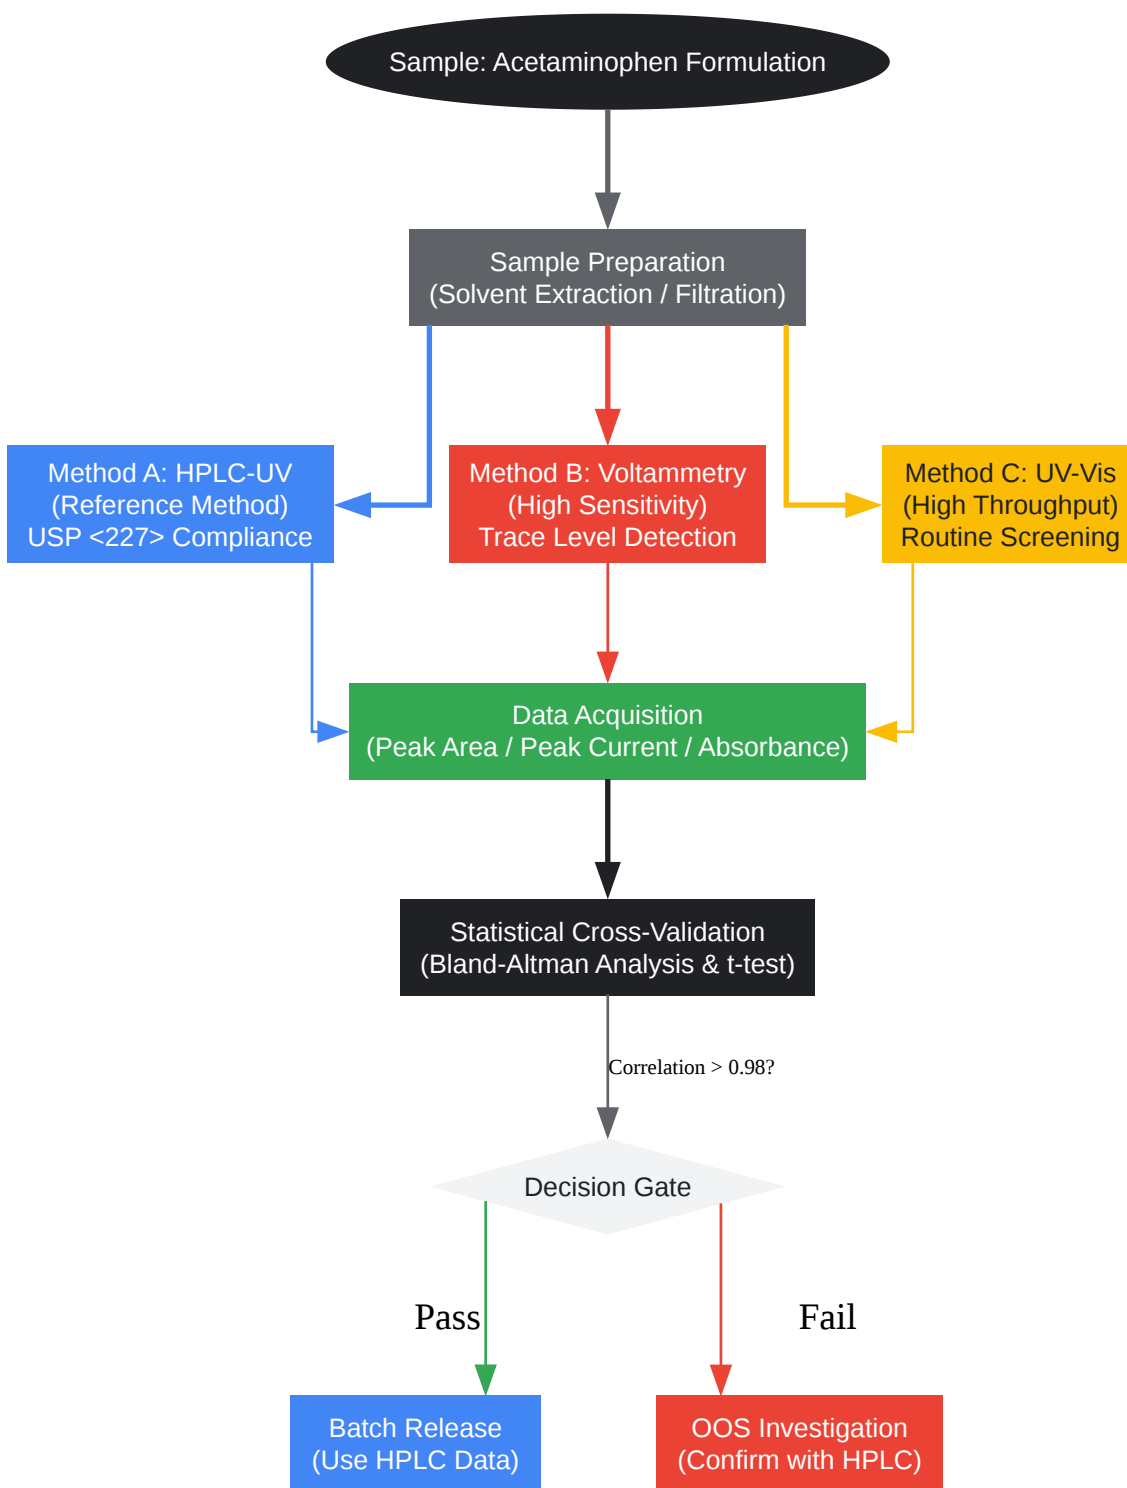 Sample: Acetaminophen Formulation
Sample Preparation
(Solvent Extraction / Filtration)
Method A: HPLC-UV
(Reference Method)
USP <227> Compliance
Method B: Voltammetry
(High Sensitivity)
Trace Level Detection
Method C: UV-Vis
(High Throughput)
Routine Screening
Data Acquisition
(Peak Area / Peak Current / Absorbance)
Statistical Cross-Validation
(Bland-Altman Analysis & t-test)
Correlation > 0.98?
Decision Gate
Pass
Fail
Batch Release
(Use HPLC Data)
OOS Investigation
(Confirm with HPLC)